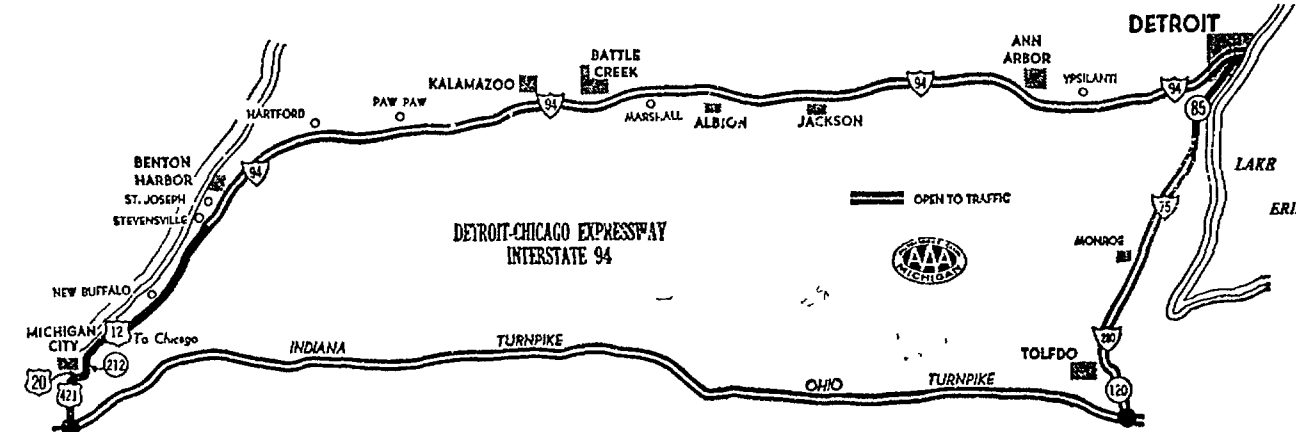 DETROIT
ANN
ARBOR
YPSILANTI
BATTLE
CREEK
KALAMAZOO
PAW PAW
HARTFORD
MARSHALL
ALBION
JACKSON
94
94
94
94
85
BENTON
HARBOR
ST. JOSEPH
STEVENSVILLE
LAKE
ERI
OPEN TO TRAFFIC
75
DETROIT-CHICAGO EXPRESSWAY
INTERSTATE 94
AAA
MICHIGAN
MONROE
NEW BUFFALO
MICHIGAN
CITY
12
To Chicago
212
20
421
INDIANA
TURNPIKE
OHIO
TURNPIKE
280
TOLEDO
120